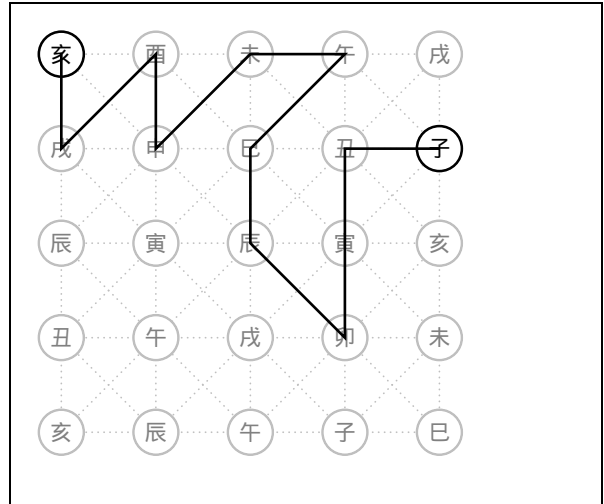 亥 酉 未 午 戌
戌 申 巳 丑 子
辰 寅 辰 寅 亥
丑 午 戌 卯 未
亥 辰 午 子 巳